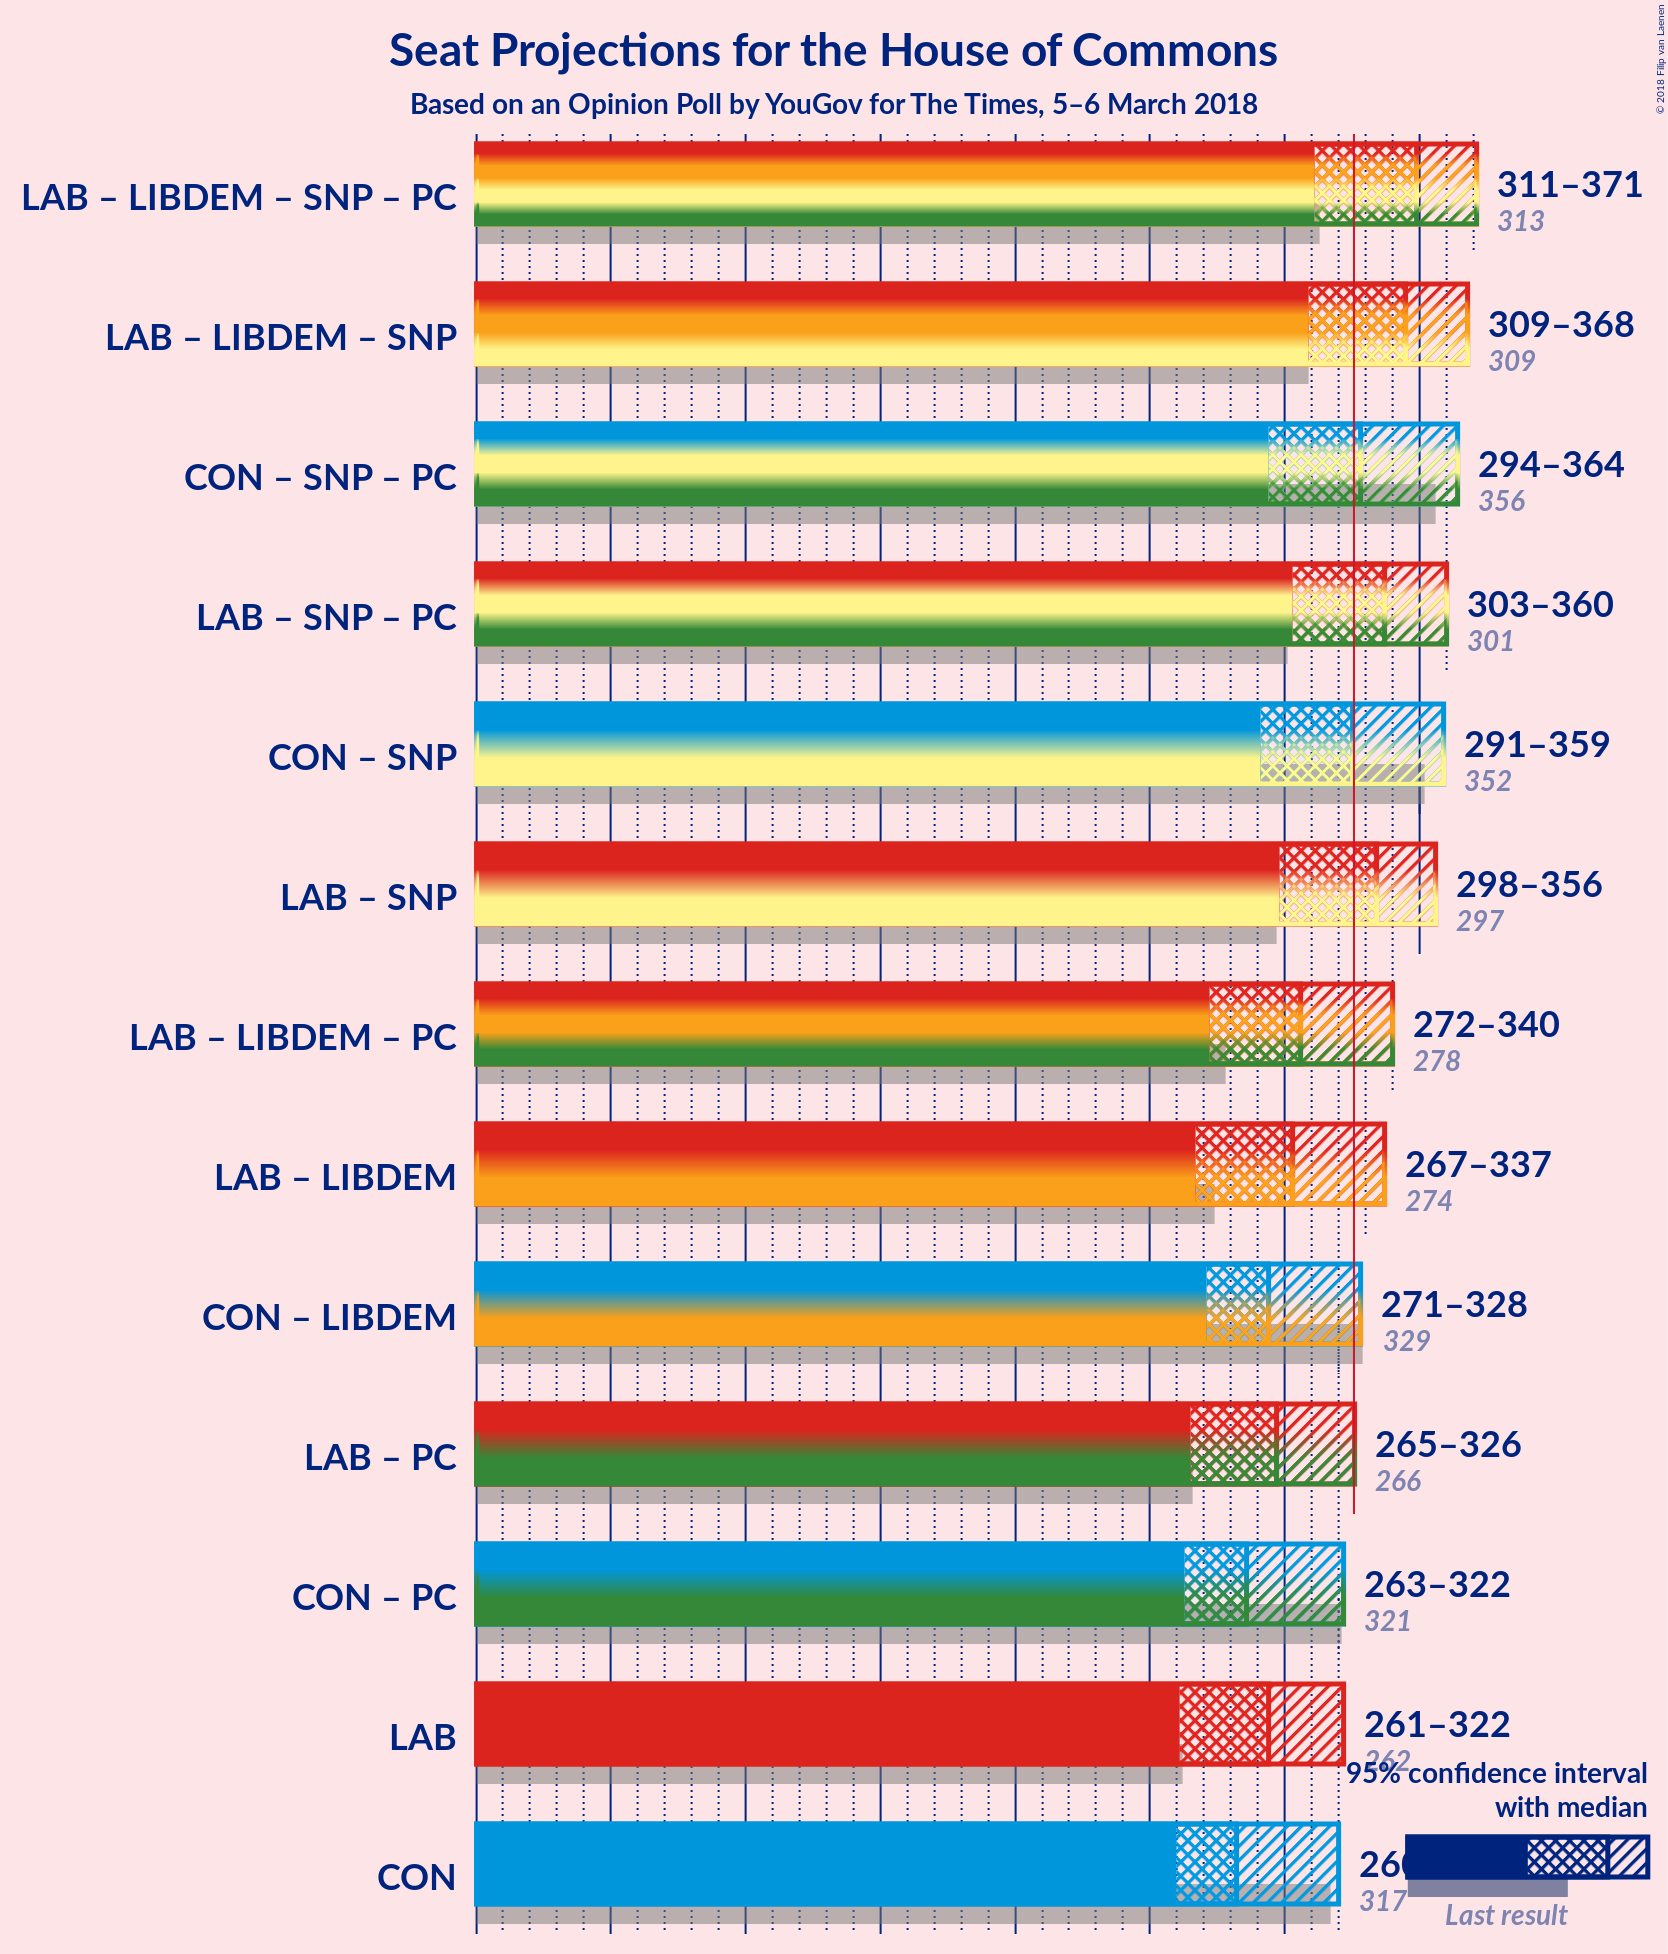 Seat Projections for the House of Commons
Based on an Opinion Poll by YouGov for The Times, 5–6 March 2018
© 2018 Filip van Laenen
LAB – LIBDEM – SNP – PC
311–371
313
LAB – LIBDEM – SNP
309–368
309
CON – SNP – PC
294–364
356
LAB – SNP – PC
303–360
301
CON – SNP
291–359
352
LAB – SNP
298–356
297
LAB – LIBDEM – PC
272–340
278
LAB – LIBDEM
267–337
274
CON – LIBDEM
271–328
329
LAB – PC
265–326
266
CON – PC
263–322
321
LAB
261–322
262
95% confidence interval
with median
CON
317
Last result